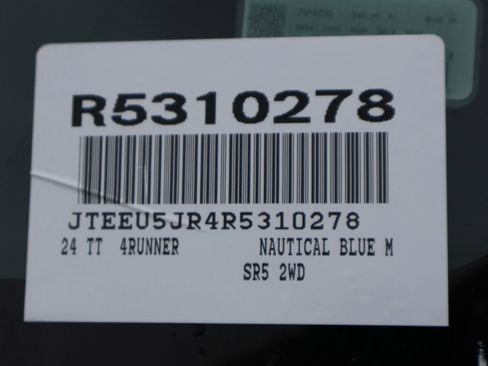 R5310278
JTEEU5JR4R5310278
24 TT 4RUNNER NAUTICAL BLUE M
SR5 2WD